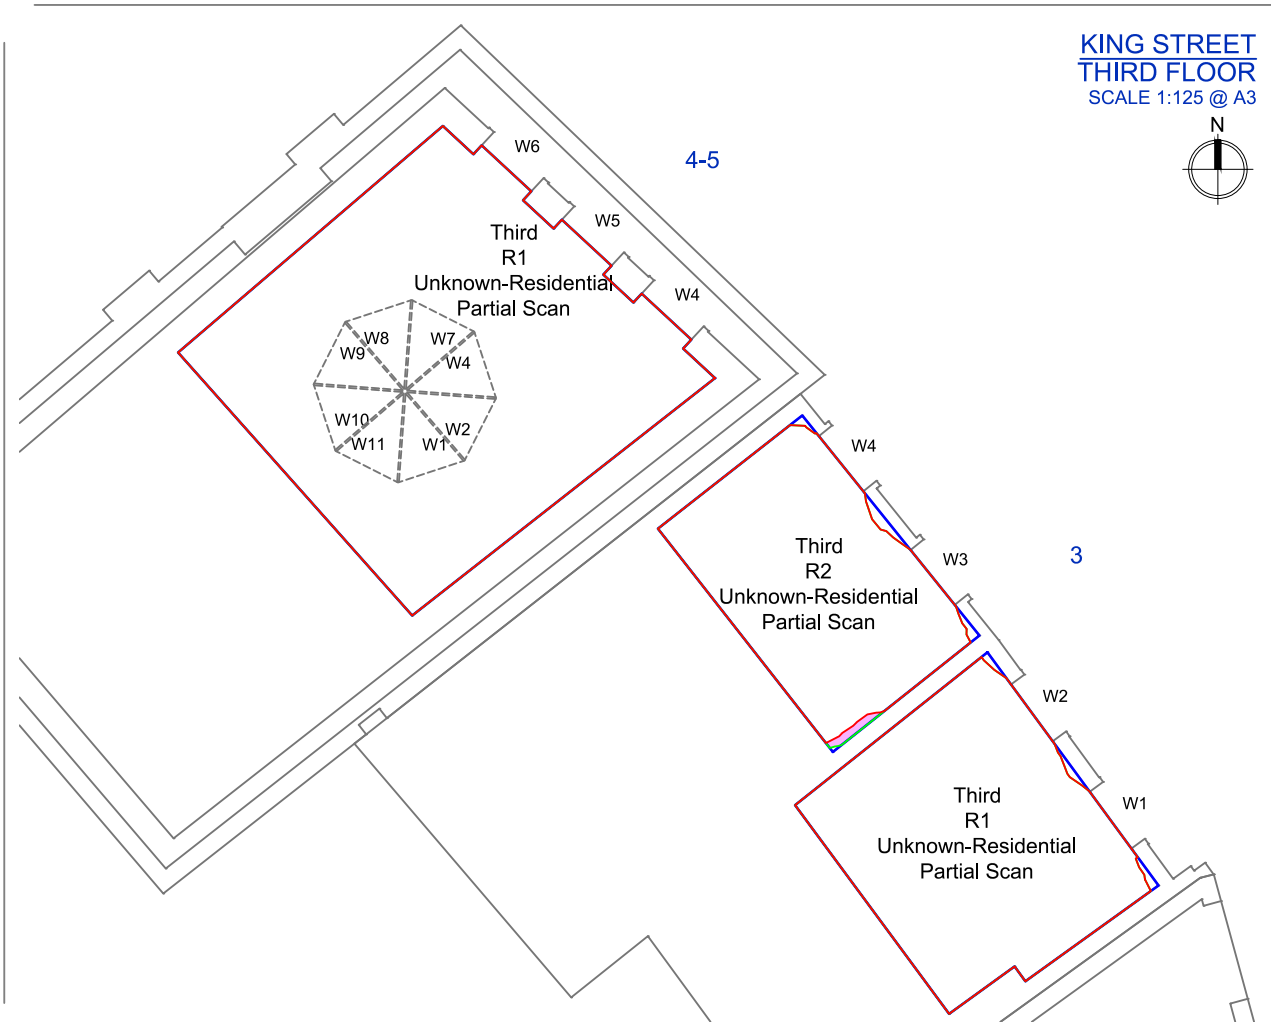 KING STREET
THIRD FLOOR
SCALE 1:125 @ A3
N
4-5
W6
W5
W4
Third
R1
Unknown-Residential
Partial Scan
W8
W7
W9
W4
W10
W2
W11
W1
3
W4
W3
Third
R2
Unknown-Residential
Partial Scan
W2
W1
Third
R1
Unknown-Residential
Partial Scan